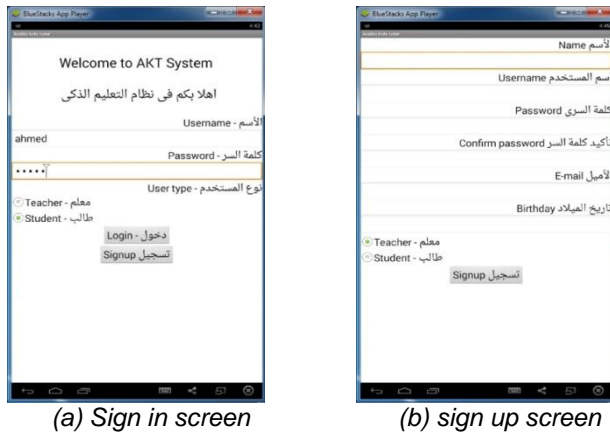 BlueStacks App Player
Welcome to AKT System
اهلا بكم فى نظام التعليم الذكى
الأسم - Username
ahmed
كلمة السر - Password
•••••
نوع المستخدم - User type
Teacher - معلم
Student - طالب
دخول - Login
تسجيل Signup
(a) Sign in screen
BlueStacks App Player
الأسم Name
اسم المستخدم Username
كلمة السرى Password
تأكيد كلمة السر Confirm password
الأميل E-mail
تاريخ الميلاد Birthday
Teacher - معلم
Student - طالب
تسجيل Signup
(b) sign up screen